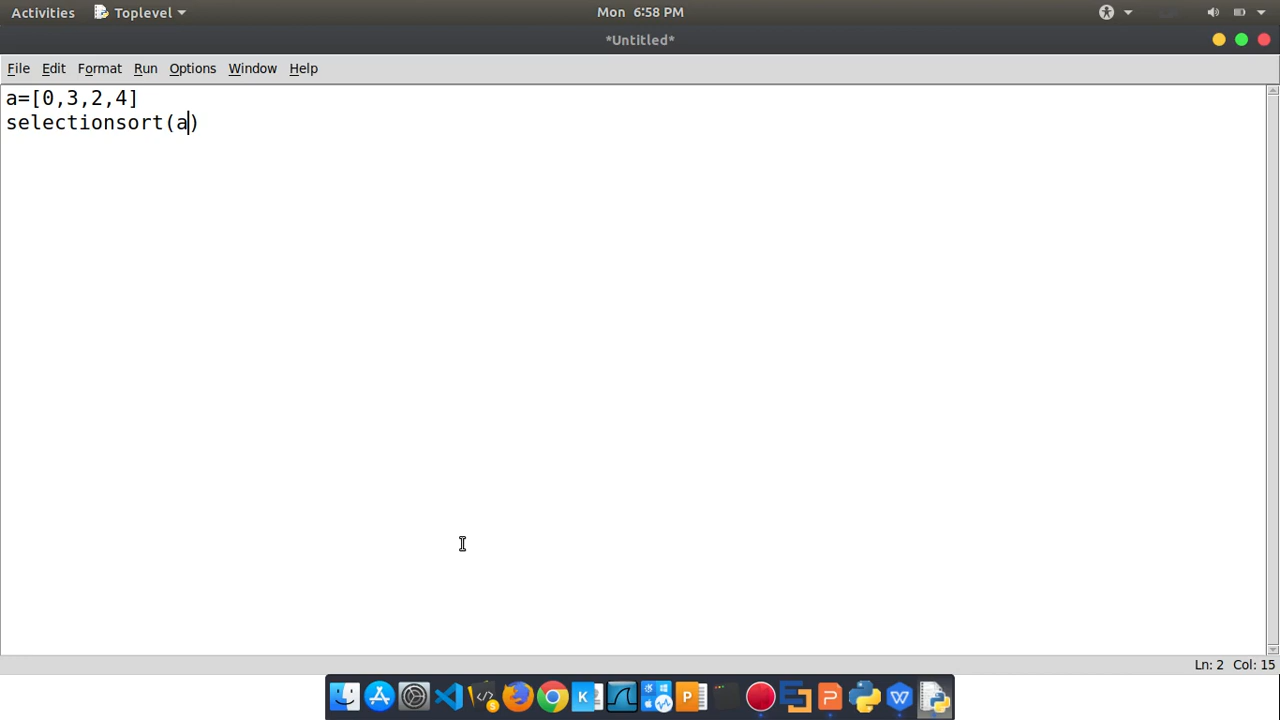 Activities Toplevel Mon 6:58 PM
*Untitled*
File Edit Format Run Options Window Help
a=[0,3,2,4]
selectionsort(a)
Ln: 2 Col: 15